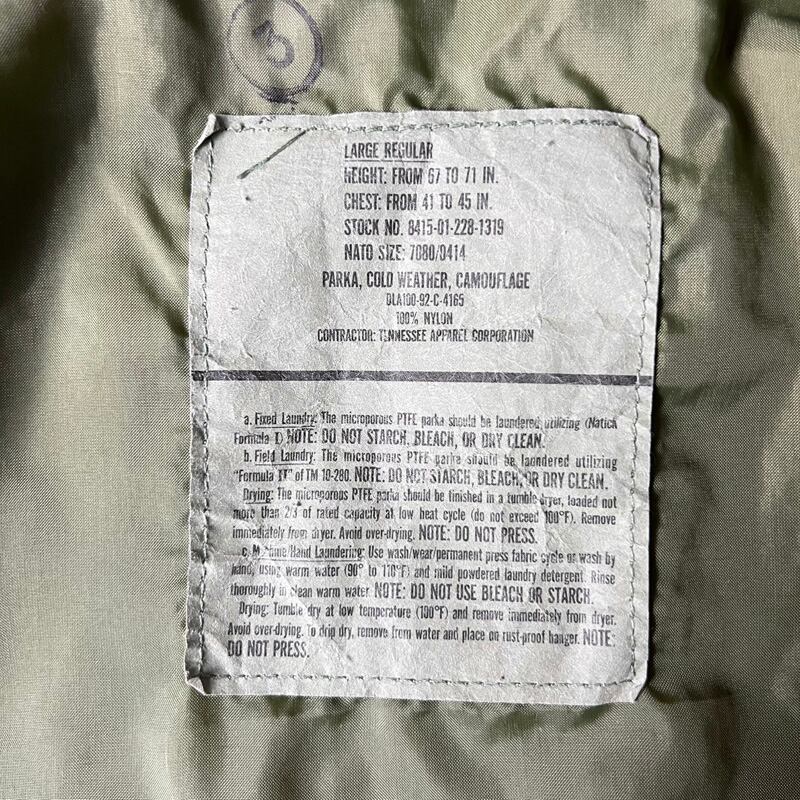 3
LARGE REGULAR
HEIGHT: FROM 67 TO 71 IN.
CHEST: FROM 41 TO 45 IN.
STOCK NO. 8415-01-228-1319
NATO SIZE: 7080/0414
PARKA, COLD WEATHER, CAMOUFLAGE
DLA100-92-C-4165
100% NYLON
CONTRACTOR: TENNESSEE APPAREL CORPORATION
a. Fixed Laundry: The microporous PTFE parka should be laundered utilizing (Natick
Formula I) NOTE: DO NOT STARCH, BLEACH, OR DRY CLEAN.
b. Field Laundry: The microporous PTFE parka should be laundered utilizing
"Formula II" of TM 10-280. NOTE: DO NOT STARCH, BLEACH, OR DRY CLEAN.
Drying: The microporous PTFE parka should be finished in a tumble dryer, loaded not
more than 2/3 of rated capacity at low heat cycle (do not exceed 100°F). Remove
immediately from dryer. Avoid over-drying. NOTE: DO NOT PRESS.
c. Machine/Hand Laundering: Use wash/wear/permanent press fabric cycle or wash by
hand, using warm water (90° to 110°F) and mild powdered laundry detergent. Rinse
thoroughly in clean warm water NOTE: DO NOT USE BLEACH OR STARCH.
Drying: Tumble dry at low temperature (100°F) and remove immediately from dryer.
Avoid over-drying. To drip dry, remove from water and place on rust-proof hanger. NOTE:
DO NOT PRESS.